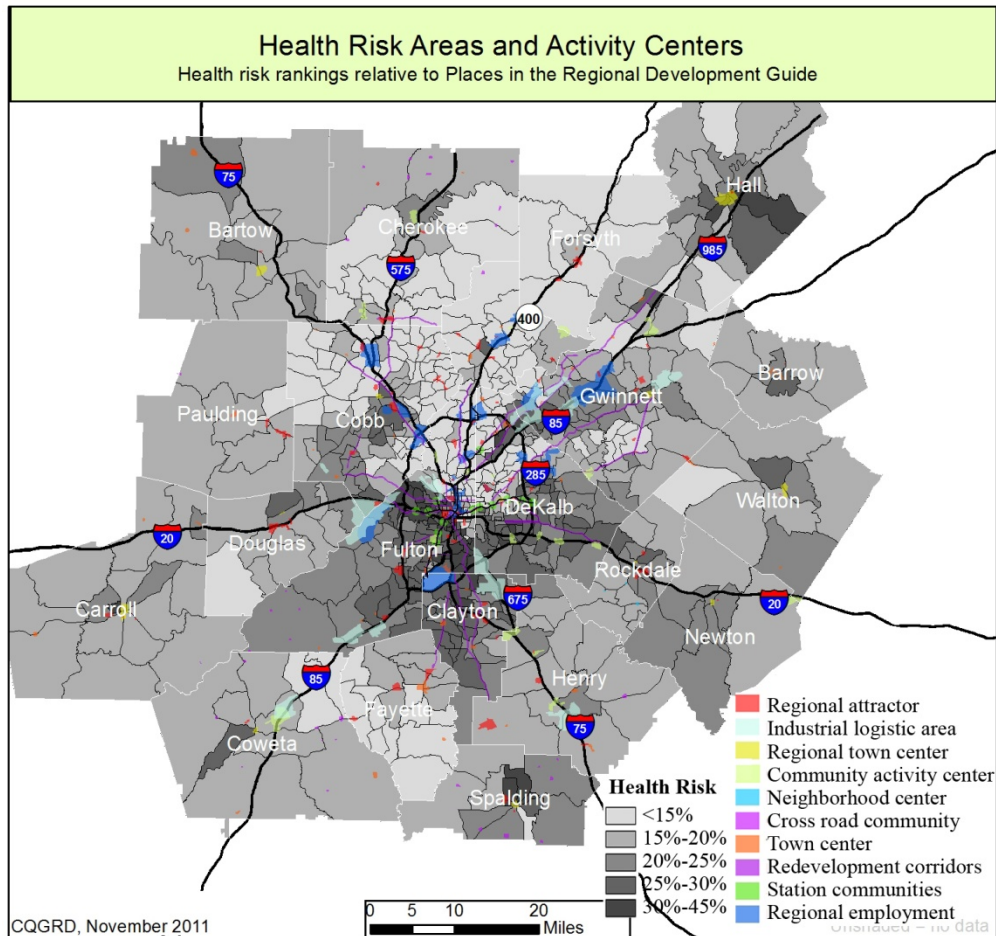 Health Risk Areas and Activity Centers
Health risk rankings relative to Places in the Regional Development Guide
75
Hall
Bartow
Cherokee
Forsyth
985
575
400
Barrow
Gwinnett
Paulding
Cobb
85
285
Walton
DeKalb
20
Douglas
Fulton
Rockdale
Carroll
Clayton
675
20
Newton
85
Henry
Fayette
75
Coweta
Spalding
Regional attractor
Industrial logistic area
Regional town center
Community activity center
Neighborhood center
Cross road community
Town center
Redevelopment corridors
Station communities
Regional employment
Health Risk
<15%
15%-20%
20%-25%
25%-30%
30%-45%
0 5 10 20
Miles
CQGRD, November 2011
Unshaded = no data